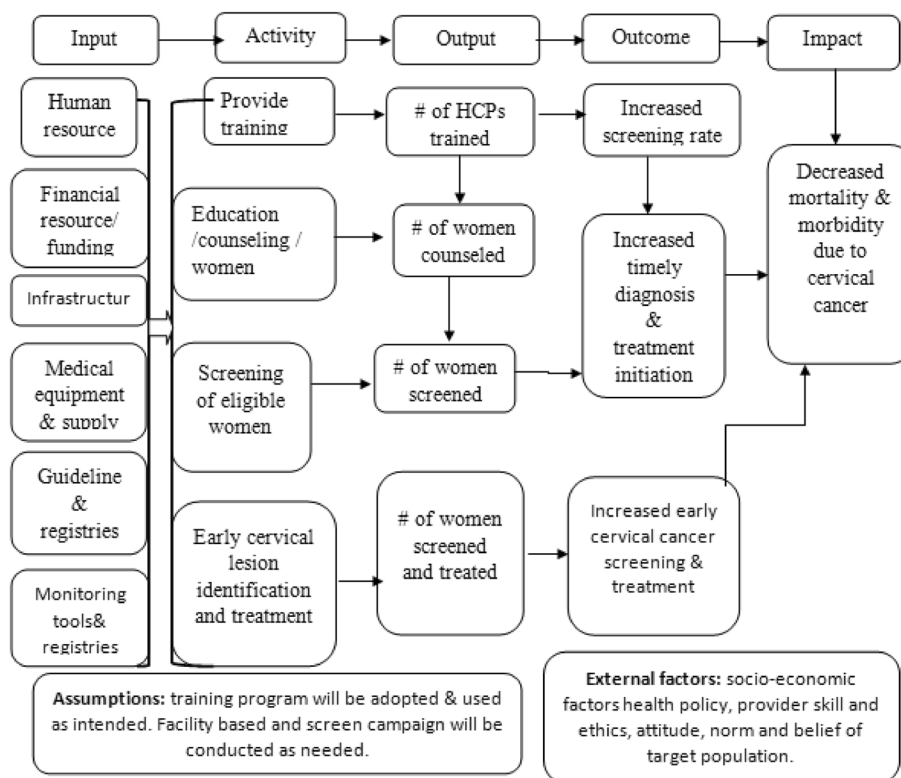 Input
Activity
Output
Outcome
Impact
Human
resource
Financial
resource/
funding
Infrastructur
Medical
equipment
& supply
Guideline
&
registries
Monitoring
tools& 
registries
Provide
training
Education
/counseling /
women
Screening
of eligible
women
Early cervical
lesion
identification
and treatment
# of HCPs
trained
# of women
counseled
# of women
screened
# of women
screened
and treated
Increased
screening rate
Increased
timely
diagnosis
&
treatment
initiation
Increased early
cervical cancer
screening &
treatment
Decreased
mortality &
morbidity
due to
cervical
cancer
Assumptions: training program will be adopted & used
as intended. Facility based and screen campaign will be
conducted as needed.
External factors: socio-economic
factors health policy, provider skill and
ethics, attitude, norm and belief of
target population.